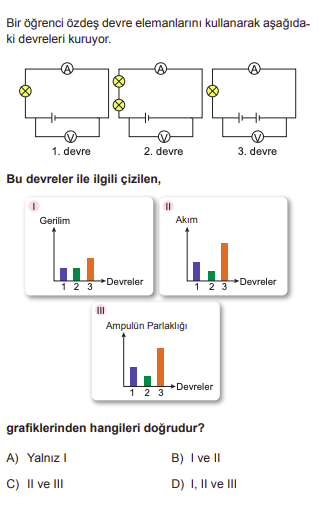 Bir öğrenci özdeş devre elemanlarını kullanarak aşağıda-
ki devreleri kuruyor.
A A A
V V V
1. devre 2. devre 3. devre
Bu devreler ile ilgili çizilen,
I II
Gerilim Akım
Devreler Devreler
1 2 3 1 2 3
III
Ampulün Parlaklığı
Devreler
1 2 3
grafiklerinden hangileri doğrudur?
A) Yalnız I B) I ve II
C) II ve III D) I, II ve III